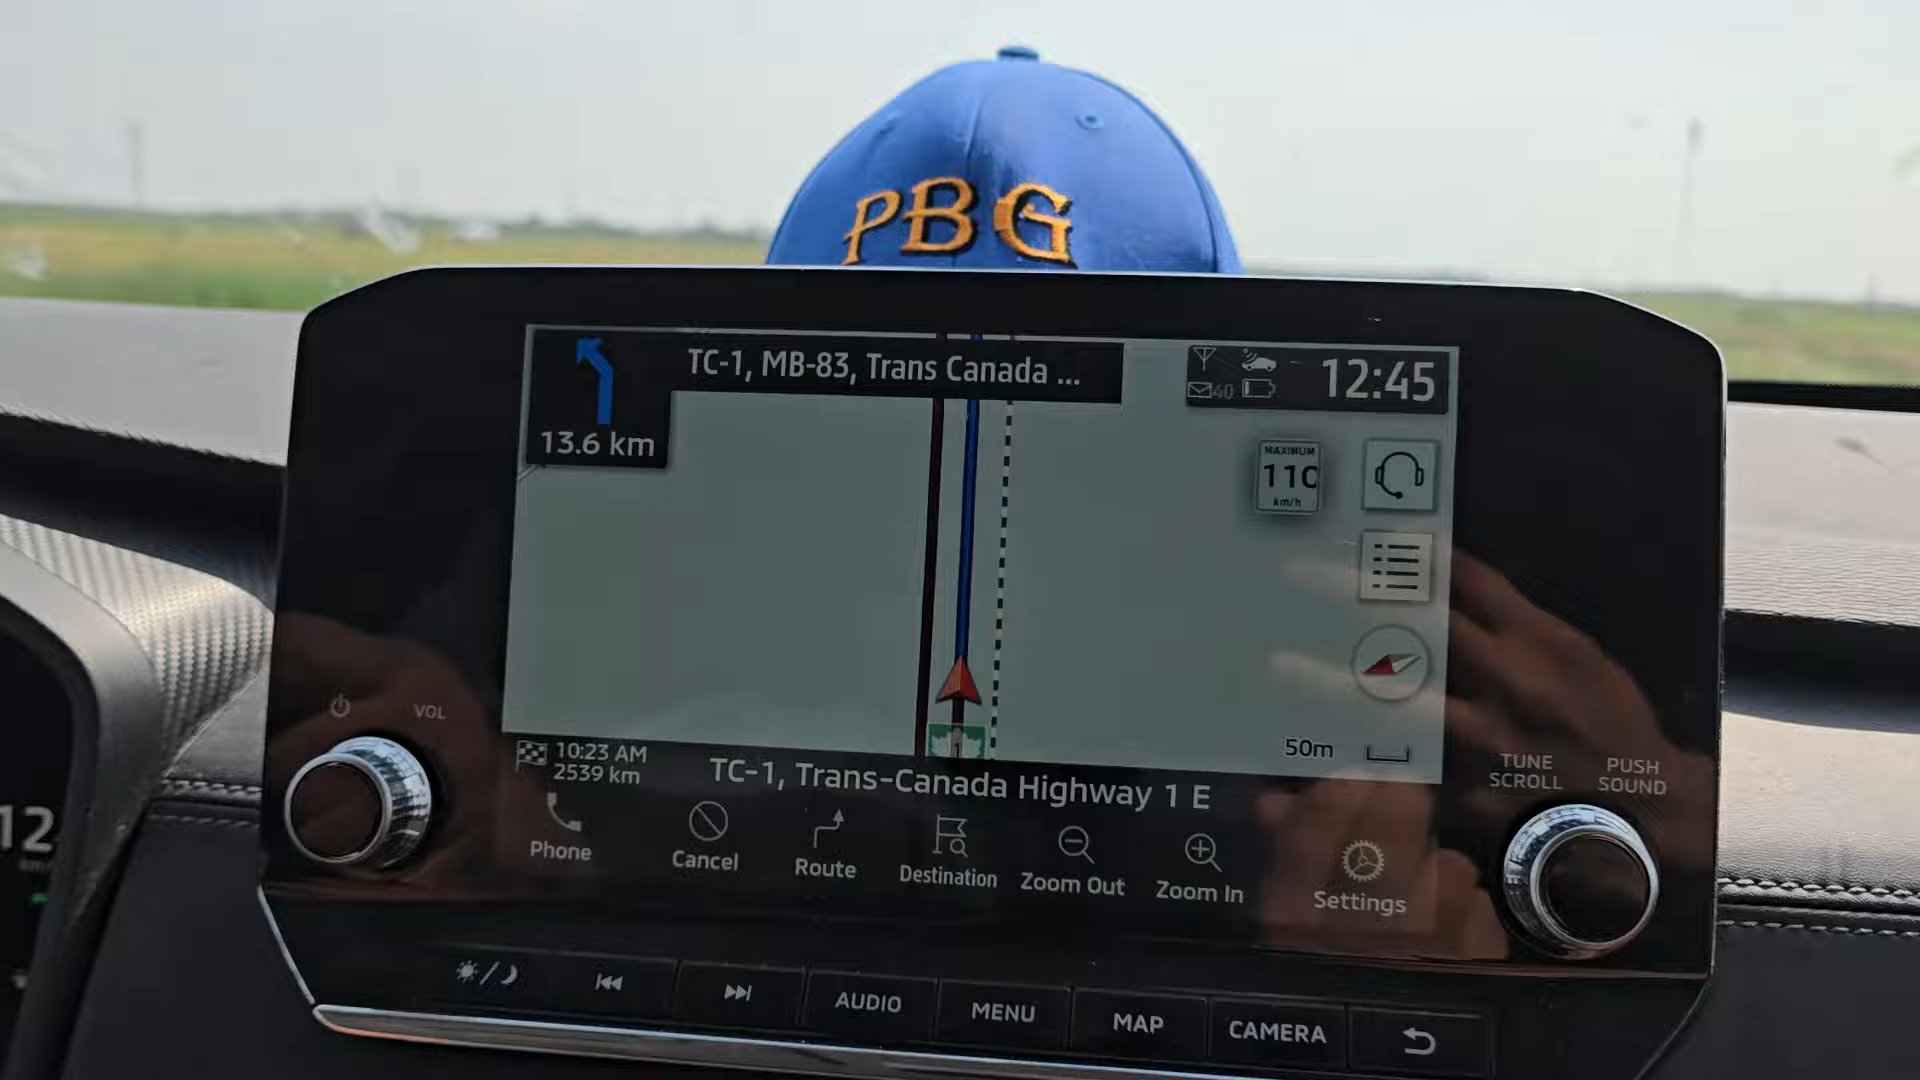 PBG
TC-1, MB-83, Trans Canada ...
13.6 km
40
12:45
MAXIMUM
110
km/h
1
50m
10:23 AM
2539 km
TC-1, Trans-Canada Highway 1 E
VOL
TUNE
SCROLL
PUSH
SOUND
Phone
Cancel
Route
Destination
Zoom Out
Zoom In
Settings
AUDIO
MENU
MAP
CAMERA